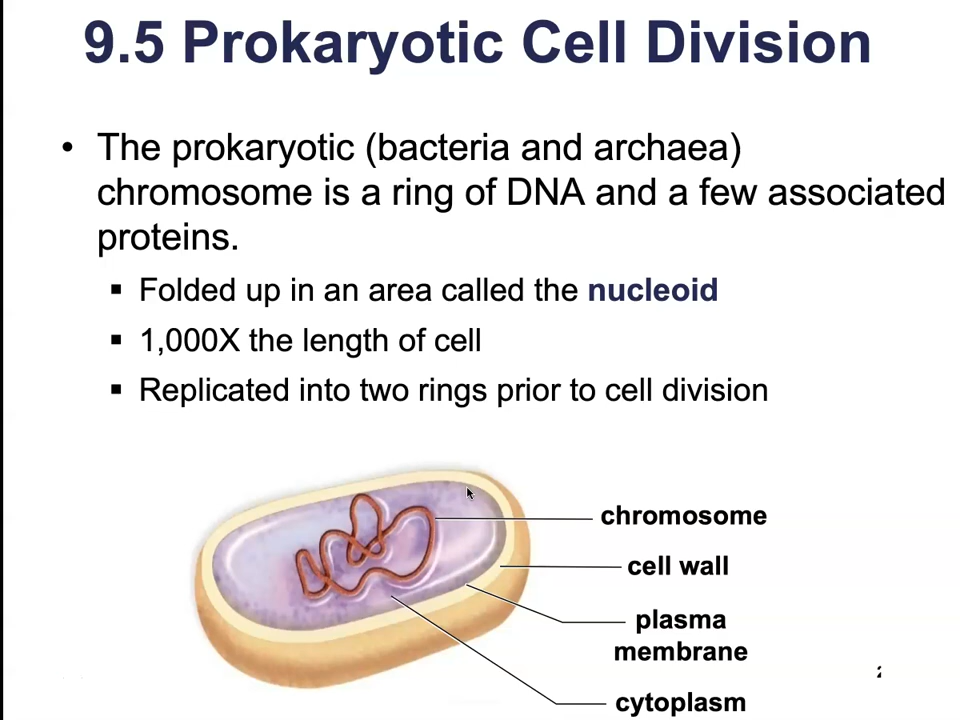 9.5 Prokaryotic Cell Division
• The prokaryotic (bacteria and archaea)
chromosome is a ring of DNA and a few associated
proteins.
▪ Folded up in an area called the nucleoid
▪ 1,000X the length of cell
▪ Replicated into two rings prior to cell division
chromosome
cell wall
plasma
membrane
cytoplasm